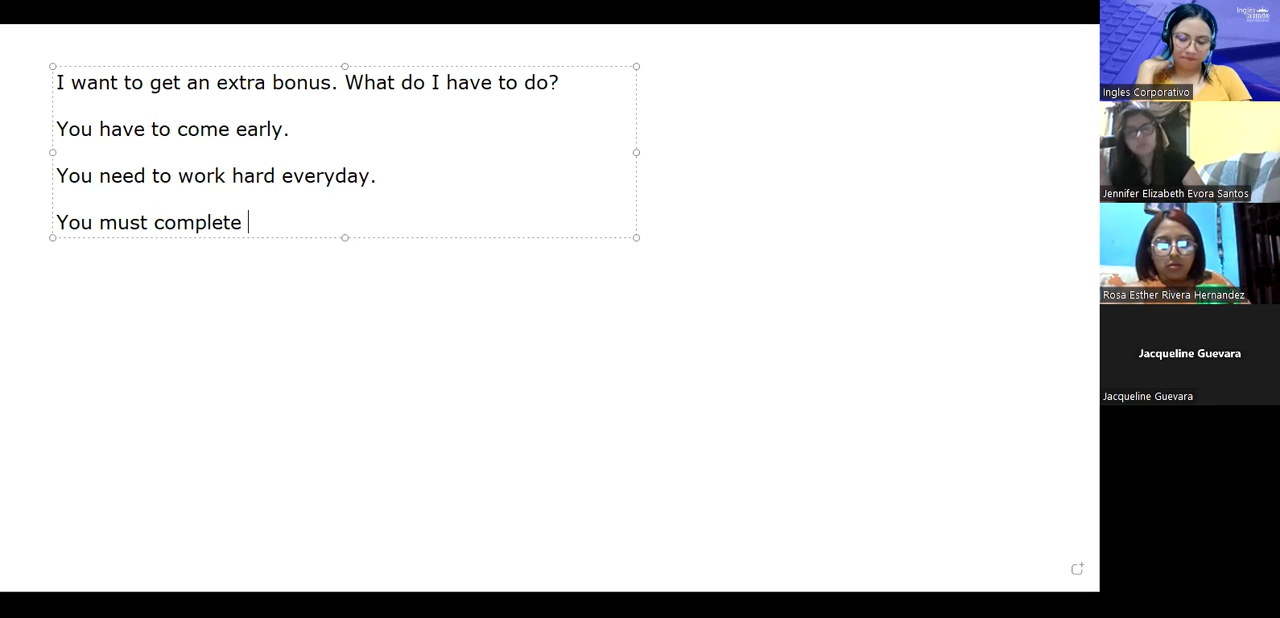 I want to get an extra bonus. What do I have to do?
You have to come early.
You need to work hard everyday.
You must complete
Ingles
Ingles Corporativo
Jennifer Elizabeth Evora Santos
Rosa Esther Rivera Hernandez
Jacqueline Guevara
Jacqueline Guevara